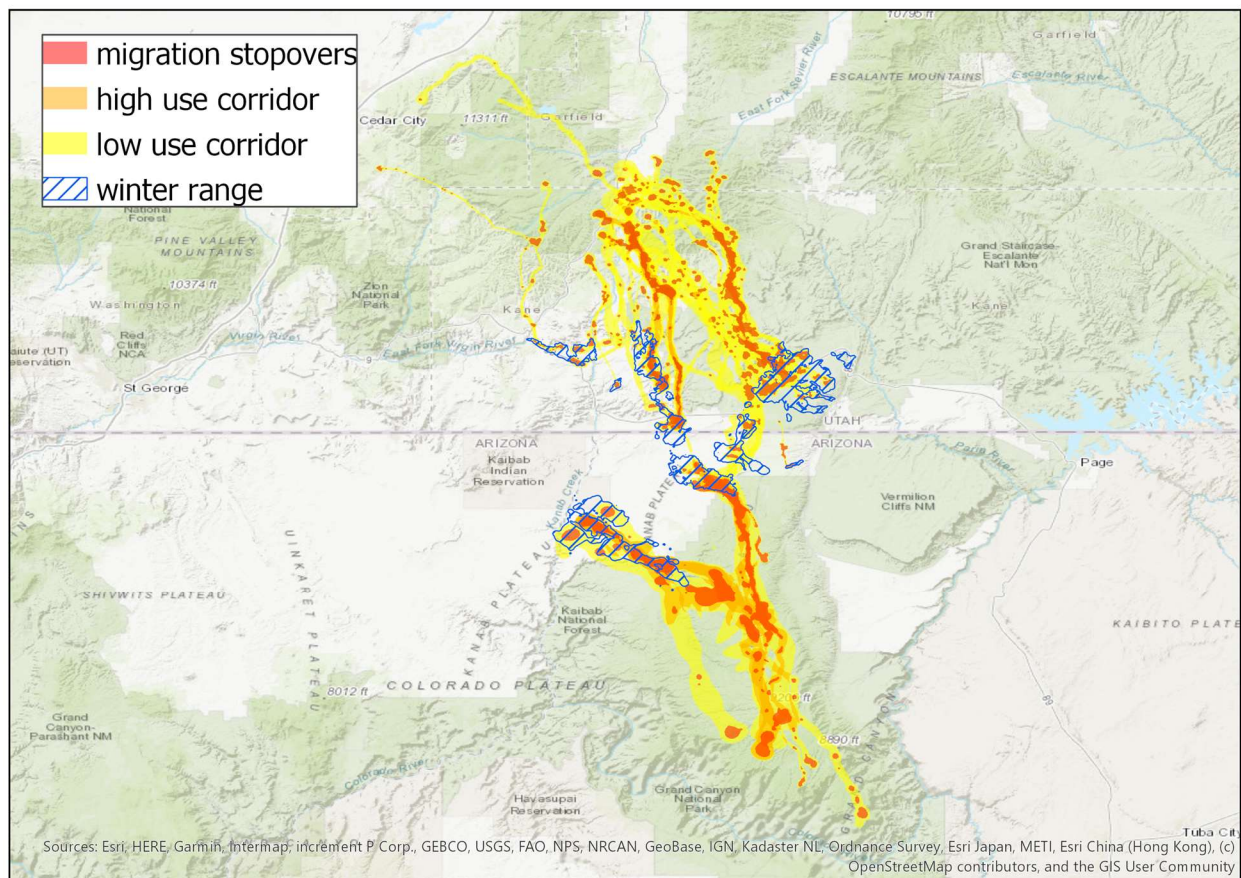 migration stopovers
high use corridor
low use corridor
winter range
10795 ft
Garfield
ESCALANTE MOUNTAINS
Escalante River
East Fork Sevier River
Cedar City
11311 ft
Garfield
National
Forest
PINE VALLEY
MOUNTAINS
10374 ft
Washington
Zion
National
Park
Kane
Grand Staircase-
Escalante
Nat'l Mon
Kane
Red
Cliffs
NCA
Virgin River
East Fork Virgin River
aiute (UT)
eservation
St George
UTAH
ARIZONA
ARIZONA
Kaibab
Indian
Reservation
Paria River
Page
Vermilion
Cliffs NM
Kanab Creek
NAB PLATE
UINKARET PLATEAU
KANAB PLATEAU
SHIVWITS PLATEAU
Kaibab
National
Forest
KAIBITO PLATE
8012 ft
COLORADO PLATEAU
89
Grand
Canyon-
Parashant NM
8890 ft
GRAND CANYON
Colorado River
Grand Canyon
National
Park
Havasupai
Reservation
Tuba City
Sources: Esri, HERE, Garmin, Intermap, increment P Corp., GEBCO, USGS, FAO, NPS, NRCAN, GeoBase, IGN, Kadaster NL, Ordnance Survey, Esri Japan, METI, Esri China (Hong Kong), (c)
OpenStreetMap contributors, and the GIS User Community